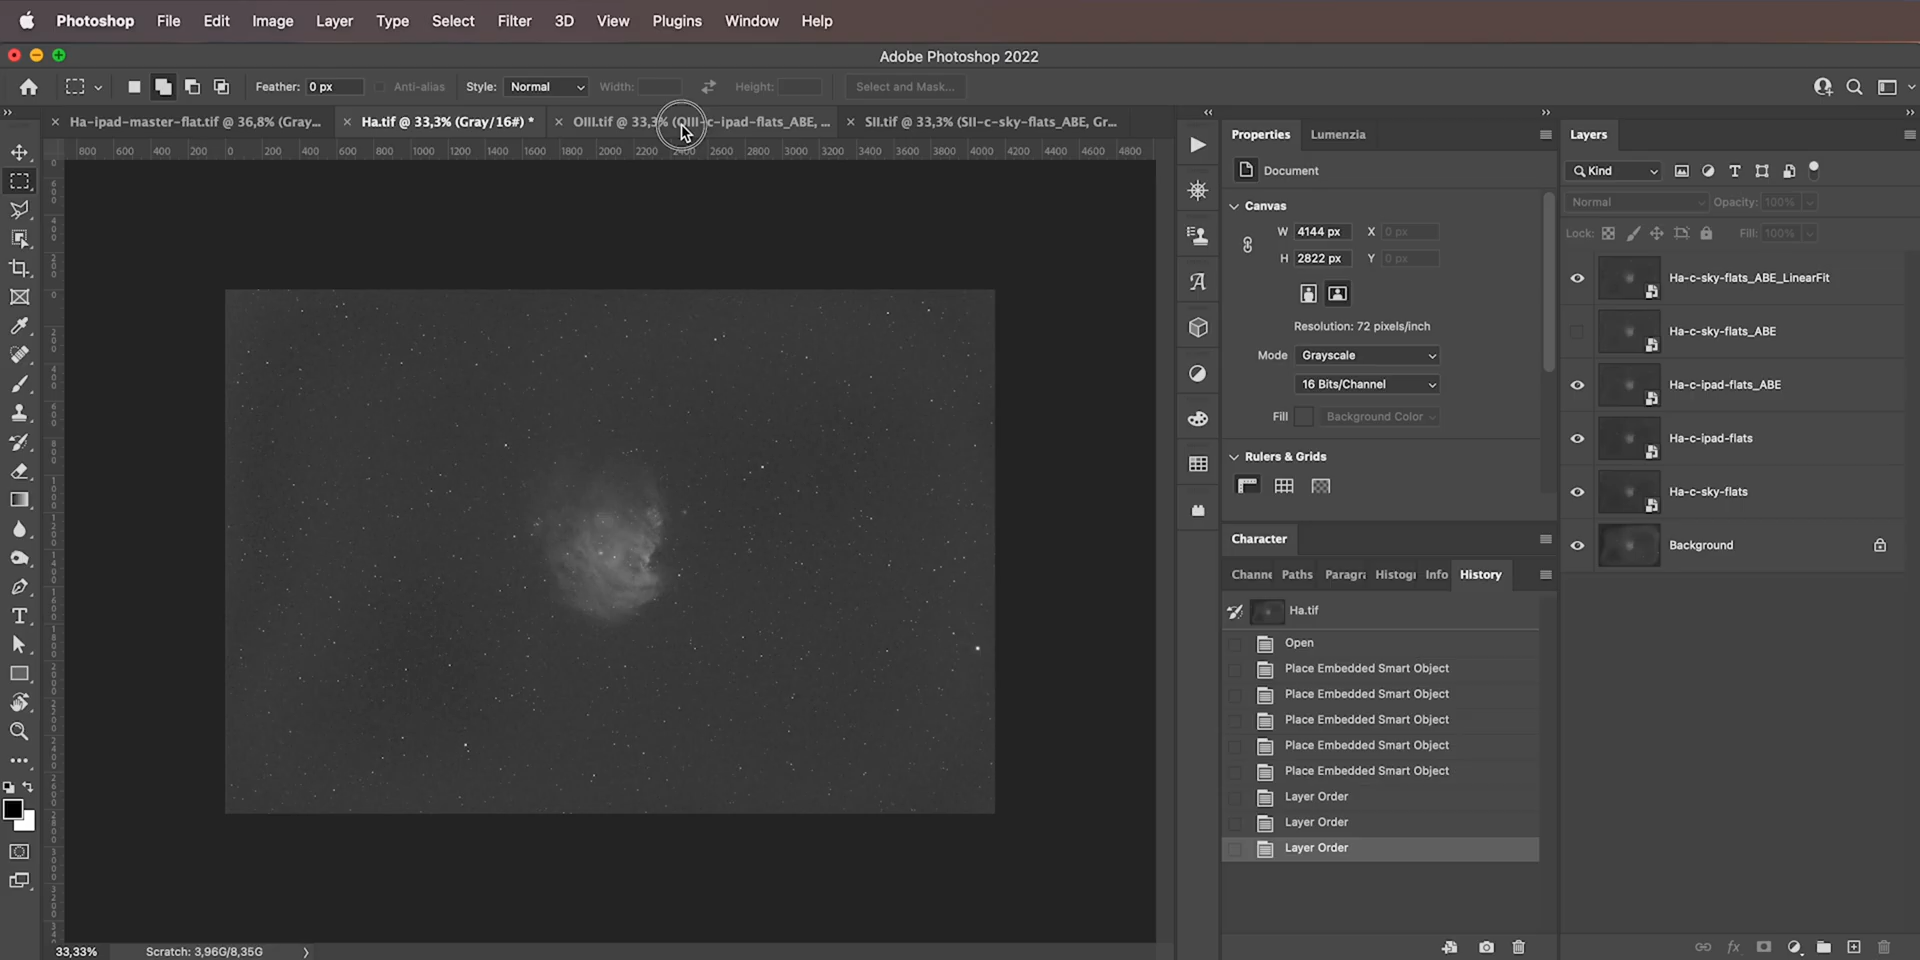 Photoshop File Edit Image Layer Type Select Filter 3D View Plugins Window Help
Adobe Photoshop 2022
Feather: 0 px Anti-alias Style: Normal Width: Height: Select and Mask...
Ha-ipad-master-flat.tif @ 36,8% (Gray... Ha.tif @ 33,3% (Gray/16#) * OIII.tif @ 33,3% (OIII-c-ipad-flats_ABE, ... SII.tif @ 33,3% (SII-c-sky-flats_ABE, Gr...
800 600 400 200 0 200 400 600 800 1000 1200 1400 1600 1800 2000 2200 2400 2600 2800 3000 3200 3400 3600 3800 4000 4200 4400 4600 4800
Properties Lumenzia
Document
Canvas
W 4144 px X 0 px
H 2822 px Y 0 px
Resolution: 72 pixels/inch
Mode Grayscale
16 Bits/Channel
Fill Background Color
Rulers & Grids
Character
Channe Paths Paragra Histog Info History
Ha.tif
Open
Place Embedded Smart Object
Place Embedded Smart Object
Place Embedded Smart Object
Place Embedded Smart Object
Place Embedded Smart Object
Layer Order
Layer Order
Layer Order
Layers
Kind
Normal Opacity: 100%
Lock: Fill: 100%
Ha-c-sky-flats_ABE_LinearFit
Ha-c-sky-flats_ABE
Ha-c-ipad-flats_ABE
Ha-c-ipad-flats
Ha-c-sky-flats
Background
fx
33,33% Scratch: 3,96G/8,35G